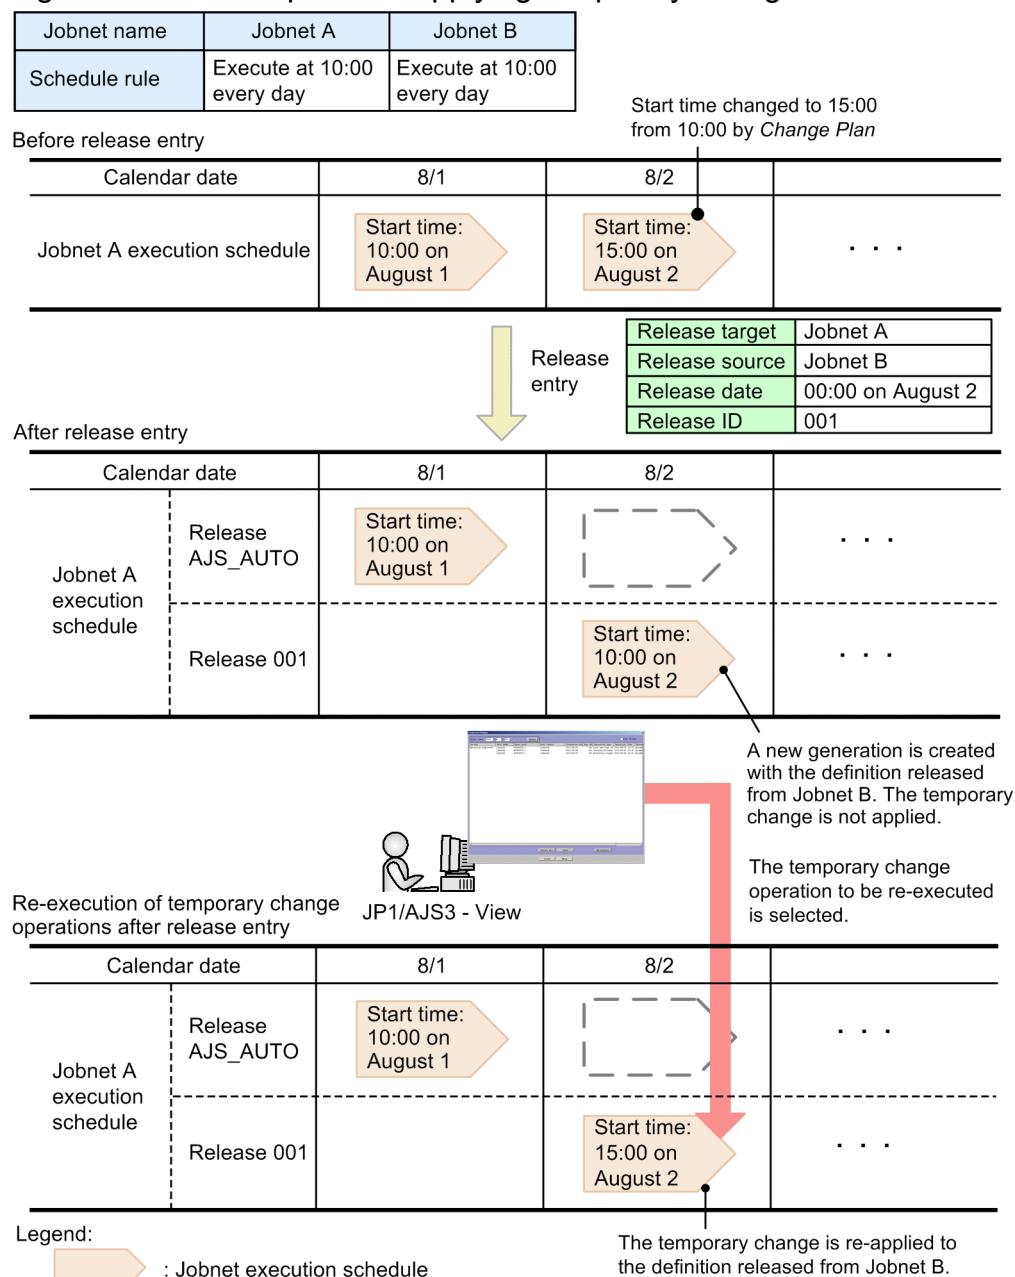 Jobnet name Jobnet A Jobnet B
Schedule rule Execute at 10:00 every day Execute at 10:00 every day
Start time changed to 15:00
from 10:00 by Change Plan
Before release entry
Calendar date 8/1 8/2
Jobnet A execution schedule
Start time:
10:00 on
August 1
Start time:
15:00 on
August 2
. . .
Release
entry
Release target Jobnet A
Release source Jobnet B
Release date 00:00 on August 2
Release ID 001
After release entry
Calendar date 8/1 8/2
Jobnet A
execution
schedule
Release
AJS_AUTO
Start time:
10:00 on
August 1
. . .
Release 001
Start time:
10:00 on
August 2
. . .
A new generation is created
with the definition released
from Jobnet B. The temporary
change is not applied.
The temporary change
operation to be re-executed
is selected.
JP1/AJS3 - View
Re-execution of temporary change
operations after release entry
Calendar date 8/1 8/2
Jobnet A
execution
schedule
Release
AJS_AUTO
Start time:
10:00 on
August 1
. . .
Release 001
Start time:
15:00 on
August 2
. . .
The temporary change is re-applied to
the definition released from Jobnet B.
Legend:
: Jobnet execution schedule